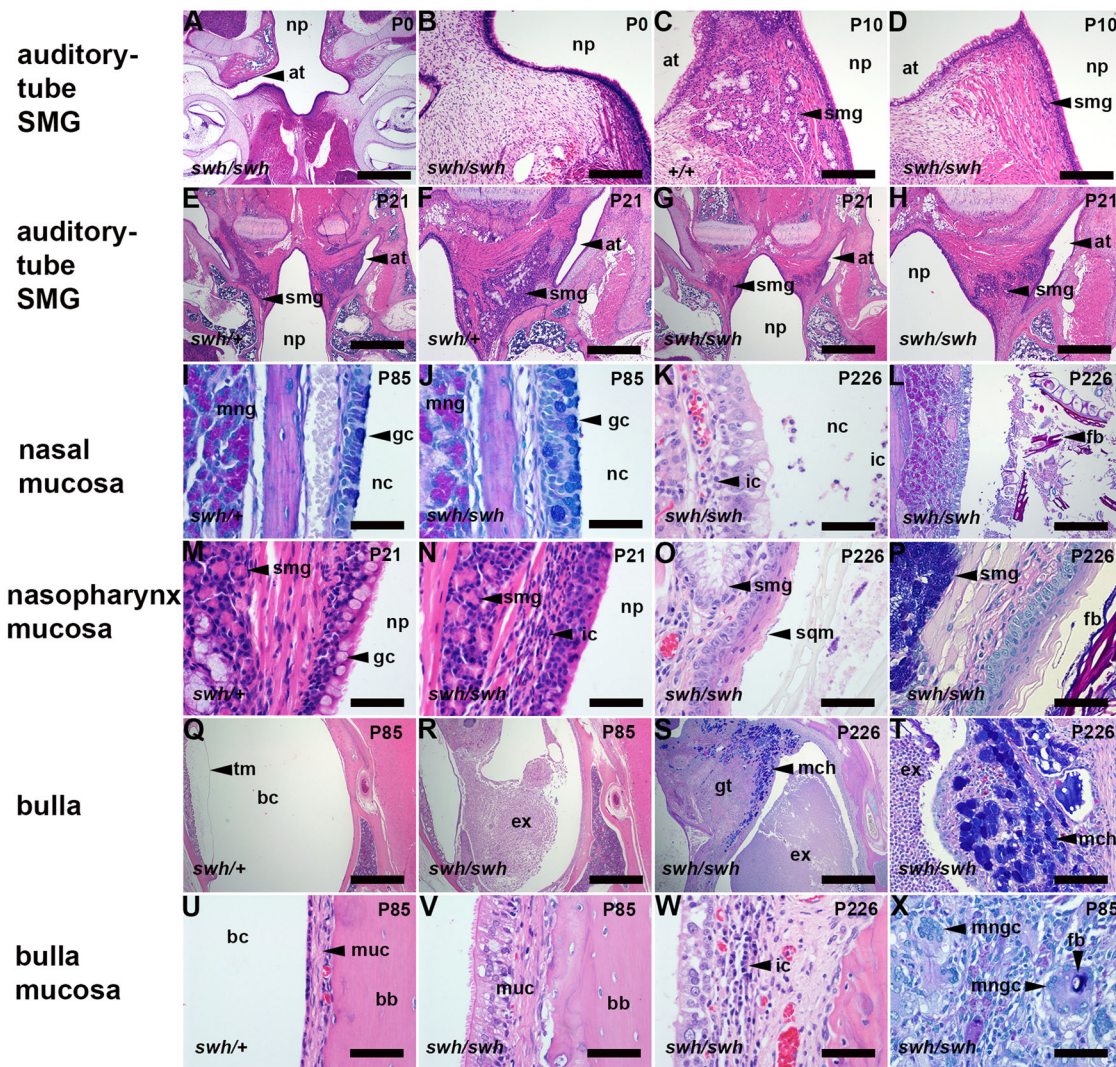 auditory-
tube
SMG
A np P0
at
swh/swh
B P0
np
swh/swh
C P10
at np
smg
+/+
D P10
at np
smg
swh/swh
auditory-
tube
SMG
E P21
at
smg
swh/+ np
F P21
at
smg
swh/+
G P21
at
smg
swh/swh np
H P21
at
np
smg
swh/swh
nasal
mucosa
I P85
mng
gc
nc
swh/+
J P85
mng
gc
nc
swh/swh
K P226
nc
ic
ic
swh/swh
L P226
fb
swh/swh
nasopharynx
mucosa
M P21
smg
np
gc
swh/+
N P21
smg
np
ic
swh/swh
O P226
smg
sqm
swh/swh
P P226
smg
fb
swh/swh
bulla
Q P85
tm
bc
swh/+
R P85
ex
swh/swh
S P226
mch
gt
ex
swh/swh
T P226
ex
mch
swh/swh
bulla
mucosa
U P85
bc
muc
bb
swh/+
V P85
muc
bb
swh/swh
W P226
ic
swh/swh
X P85
mngc
fb
mngc
swh/swh